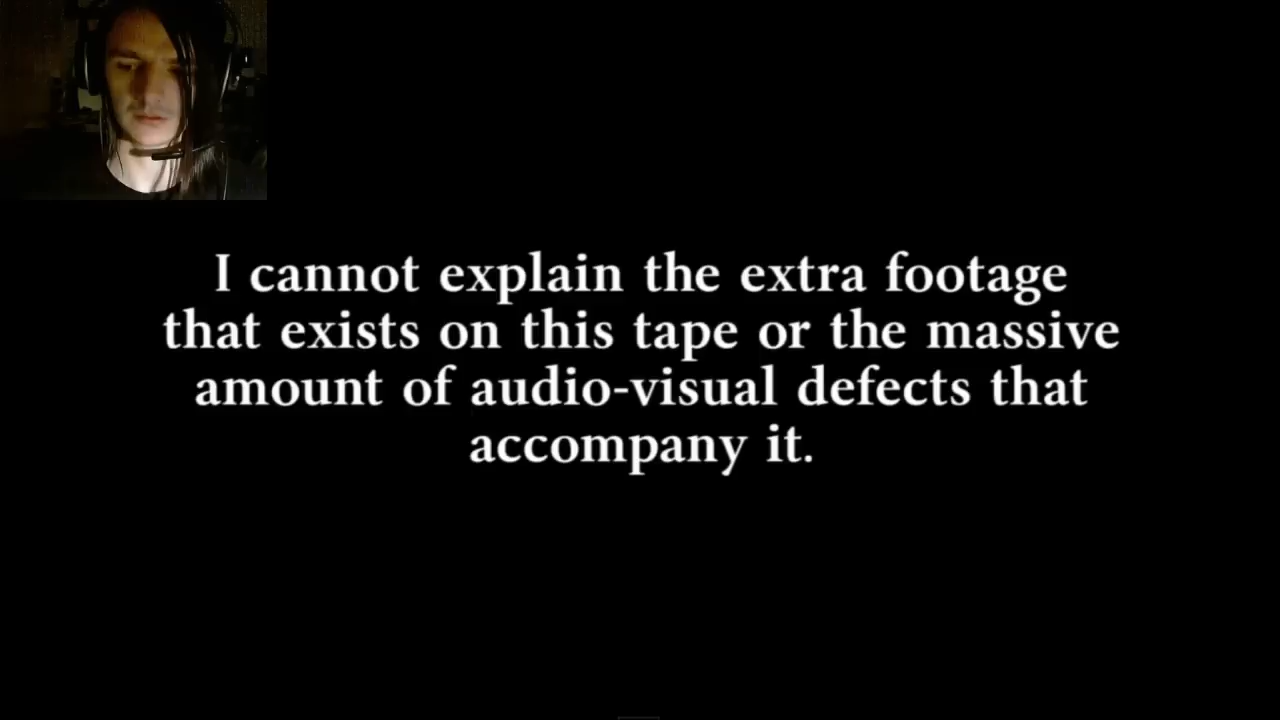 I cannot explain the extra footage
that exists on this tape or the massive
amount of audio-visual defects that
accompany it.